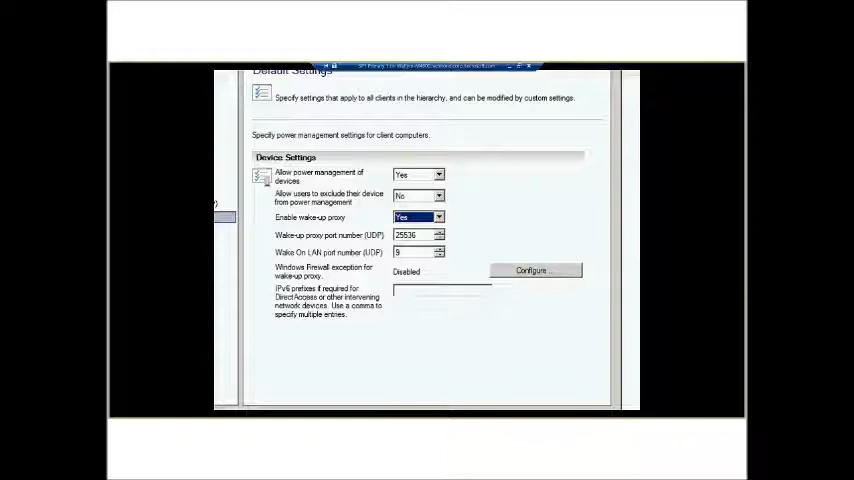 Default Settings
Specify settings that apply to all clients in the hierarchy, and can be modified by custom settings.
Specify power management settings for client computers.
Device Settings
Allow power management of
devices
Yes
Allow users to exclude their device
from power management
No
Enable wake-up proxy
Yes
Wake-up proxy port number (UDP)
25536
Wake On LAN port number (UDP)
9
Windows Firewall exception for
wake-up proxy.
Disabled
Configure ...
IPv6 prefixes if required for
DirectAccess or other intervening
network devices. Use a comma to
specify multiple entries.